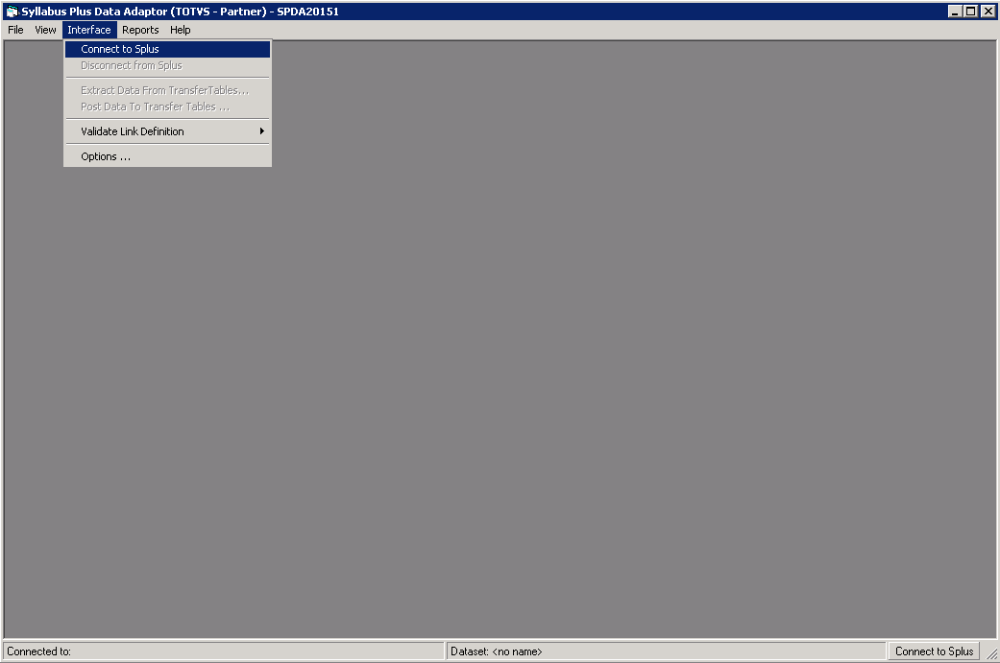 Syllabus Plus Data Adaptor (TOTVS - Partner) - SPDA20151
File View Interface Reports Help
Connect to Splus
Disconnect from Splus
Extract Data From TransferTables...
Post Data To Transfer Tables ...
Validate Link Definition
Options ...
Connected to: Dataset: <no name> Connect to Splus